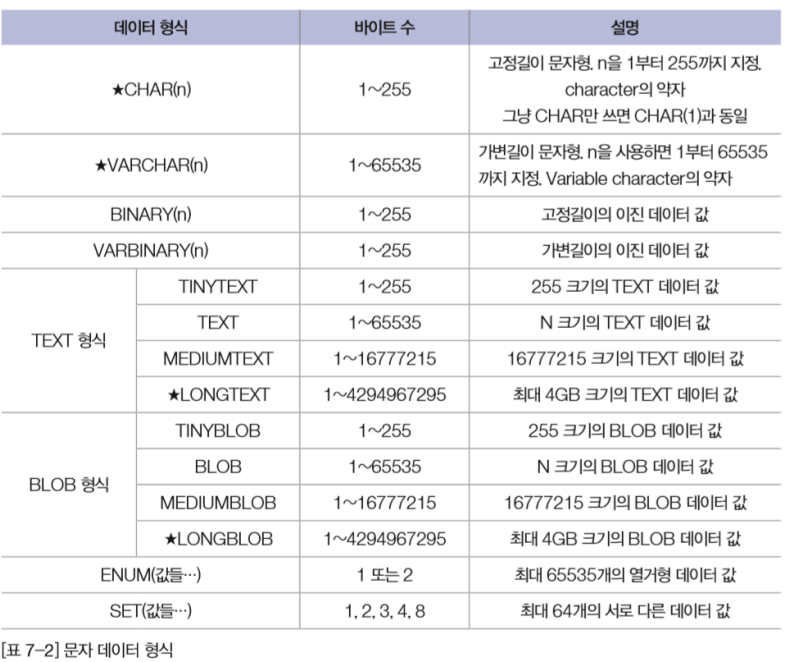 데이터 형식 바이트 수 설명
★CHAR(n) 1~255 고정길이 문자형. n을 1부터 255까지 지정.
character의 약자
그냥 CHAR만 쓰면 CHAR(1)과 동일
★VARCHAR(n) 1~65535 가변길이 문자형. n을 사용하면 1부터 65535
까지 지정. Variable character의 약자
BINARY(n) 1~255 고정길이의 이진 데이터 값
VARBINARY(n) 1~255 가변길이의 이진 데이터 값
TEXT 형식 TINYTEXT 1~255 255 크기의 TEXT 데이터 값
TEXT 1~65535 N 크기의 TEXT 데이터 값
MEDIUMTEXT 1~16777215 16777215 크기의 TEXT 데이터 값
★LONGTEXT 1~4294967295 최대 4GB 크기의 TEXT 데이터 값
BLOB 형식 TINYBLOB 1~255 255 크기의 BLOB 데이터 값
BLOB 1~65535 N 크기의 BLOB 데이터 값
MEDIUMBLOB 1~16777215 16777215 크기의 BLOB 데이터 값
★LONGBLOB 1~4294967295 최대 4GB 크기의 BLOB 데이터 값
ENUM(값들…) 1 또는 2 최대 65535개의 열거형 데이터 값
SET(값들…) 1, 2, 3, 4, 8 최대 64개의 서로 다른 데이터 값
[표 7-2] 문자 데이터 형식